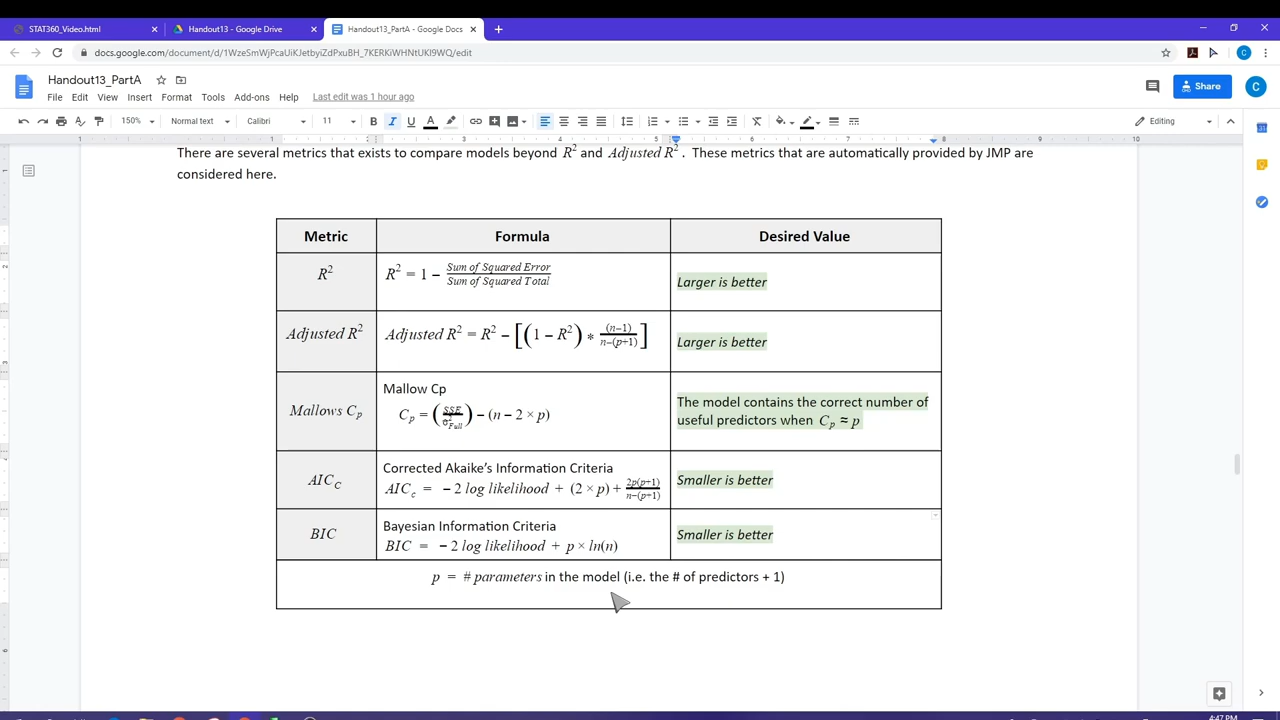 STAT360_Video.html
Handout13 - Google Drive
Handout13_PartA - Google Docs
docs.google.com/document/d/1WzeSmWjPcaUiKJetbyiZdPxuBH_7KERKiWHNtUKl9WQ/edit
Handout13_PartA
Share
File Edit View Insert Format Tools Add-ons Help Last edit was 1 hour ago
150% Normal text Calibri 11 B I U A Editing
There are several metrics that exists to compare models beyond R² and Adjusted R². These metrics that are automatically provided by JMP are
considered here.
Metric Formula Desired Value
R² R² = 1 − Sum of Squared Error / Sum of Squared Total Larger is better
Adjusted R² Adjusted R² = R² − [(1 − R²) * (n−1) / n−(p+1)] Larger is better
Mallows Cp
Mallow Cp
Cp = (SSE / σ̂²Full) − (n − 2 × p)
The model contains the correct number of
useful predictors when Cp ≈ p
AICC
Corrected Akaike's Information Criteria
AICc = − 2 log likelihood + (2 × p) + 2p(p+1) / n−(p+1)
Smaller is better
BIC
Bayesian Information Criteria
BIC = − 2 log likelihood + p × ln(n)
Smaller is better
p = # parameters in the model (i.e. the # of predictors + 1)
4:47 PM